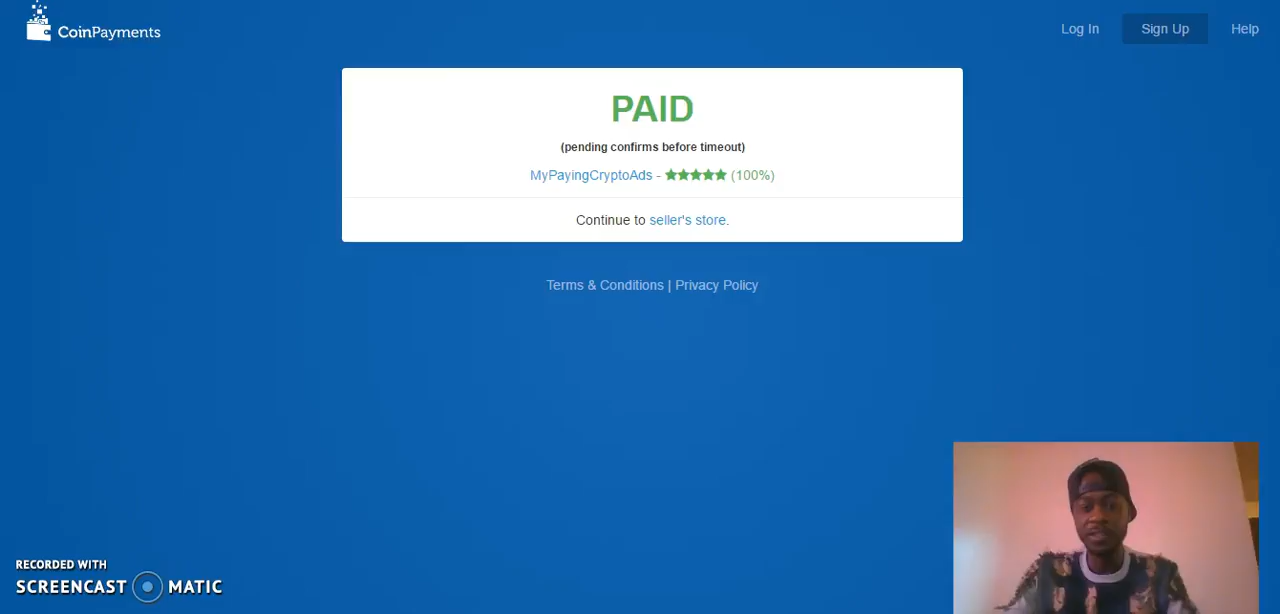 CoinPayments
Log In
Sign Up
Help
PAID
(pending confirms before timeout)
MyPayingCryptoAds - ★★★★★ (100%)
Continue to seller's store.
Terms & Conditions | Privacy Policy
RECORDED WITH
SCREENCAST MATIC